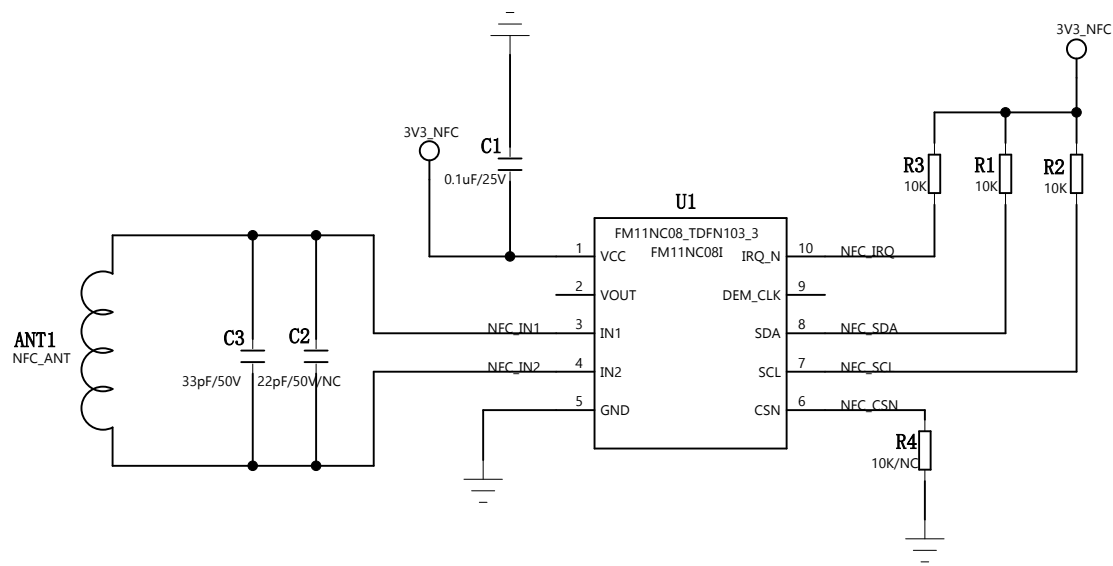 3V3_NFC
3V3_NFC
C1
0.1uF/25V
R3
10K
R1
10K
R2
10K
U1
FM11NC08_TDFN103_3
FM11NC08I
1
VCC
IRQ_N
10
NFC_IRQ
2
VOUT
DEM_CLK
9
NFC_IN1
3
IN1
SDA
8
NFC_SDA
NFC_IN2
4
IN2
SCL
7
NFC_SCL
5
GND
CSN
6
NFC_CSN
ANT1
NFC_ANT
C3
33pF/50V
C2
22pF/50V/NC
R4
10K/NC